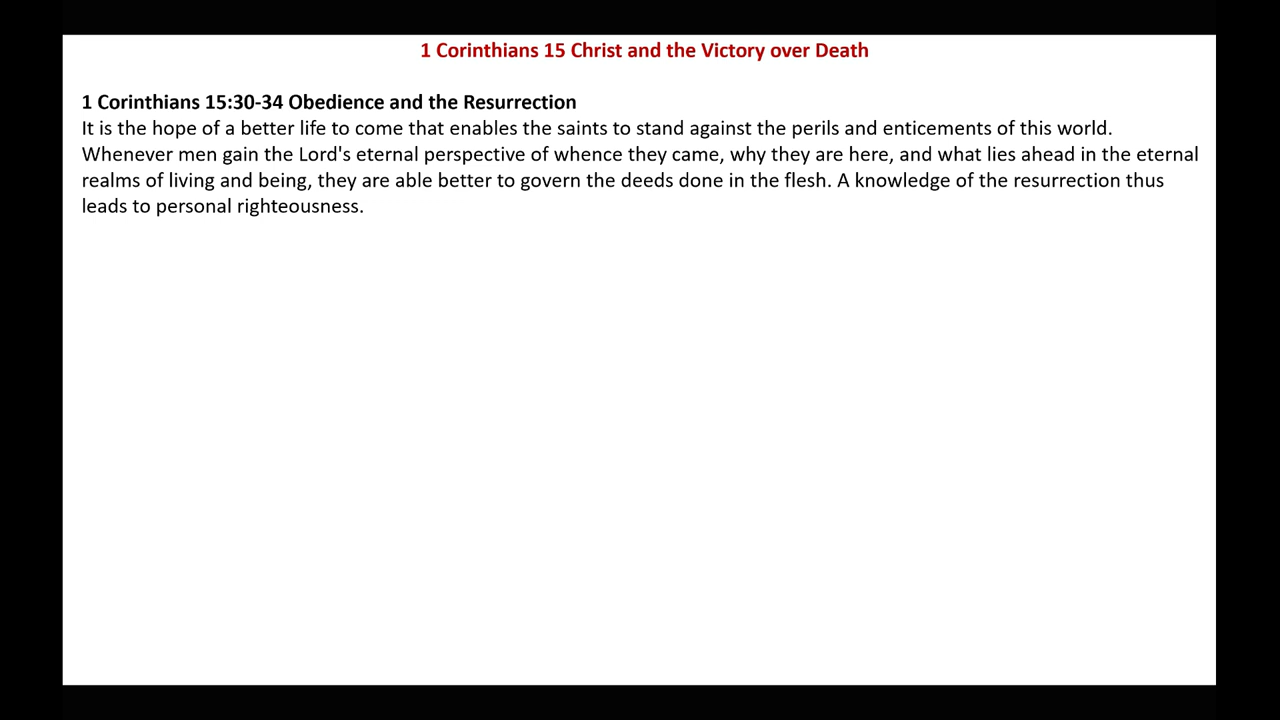 1 Corinthians 15 Christ and the Victory over Death
1 Corinthians 15:30-34 Obedience and the Resurrection
It is the hope of a better life to come that enables the saints to stand against the perils and enticements of this world.
Whenever men gain the Lord's eternal perspective of whence they came, why they are here, and what lies ahead in the eternal
realms of living and being, they are able better to govern the deeds done in the flesh. A knowledge of the resurrection thus
leads to personal righteousness.